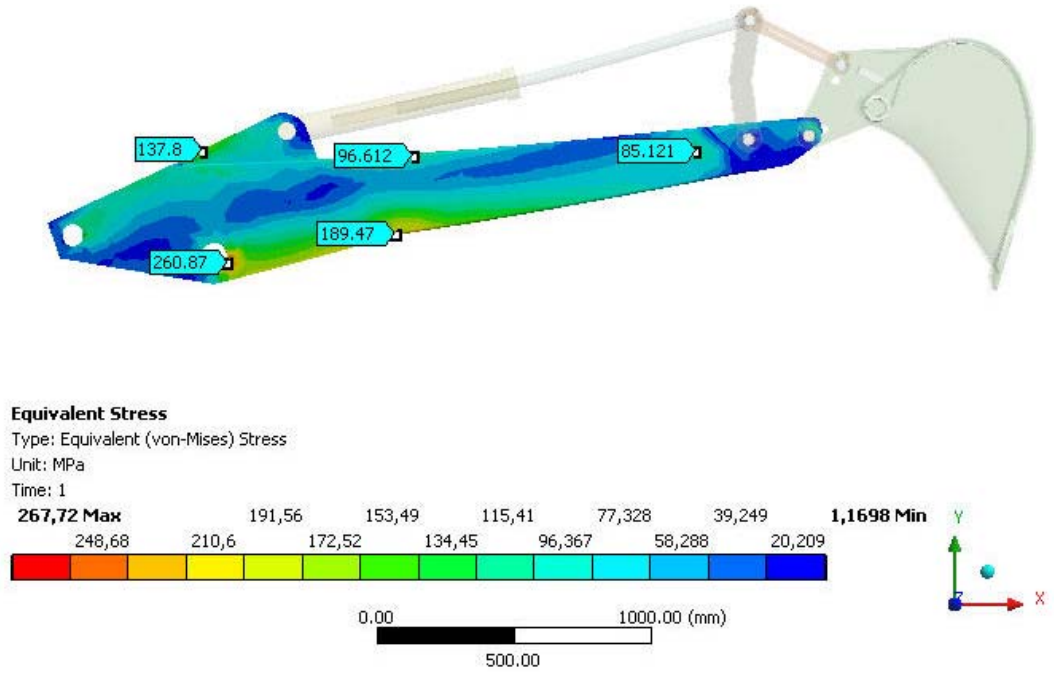 137.8
96.612
85.121
189.47
260.87
Equivalent Stress
Type: Equivalent (von-Mises) Stress
Unit: MPa
Time: 1
267,72 Max 191,56 153,49 115,41 77,328 39,249 1,1698 Min
248,68 210,6 172,52 134,45 96,367 58,288 20,209
Y
Z X
0.00 1000.00 (mm)
500.00